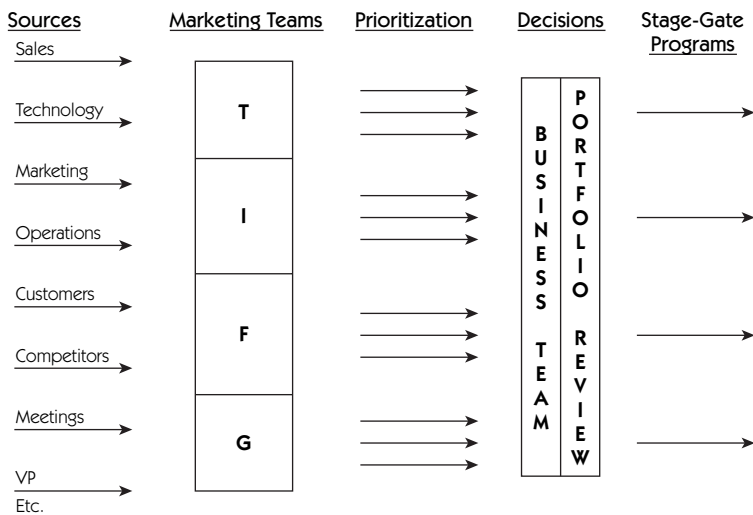 Sources
Marketing Teams
Prioritization
Decisions
Stage-Gate
Programs
Sales
Technology
Marketing
Operations
Customers
Competitors
Meetings
VP
Etc.
T
I
F
G
BUSINESS TEAM
PORTFOLIO REVIEW